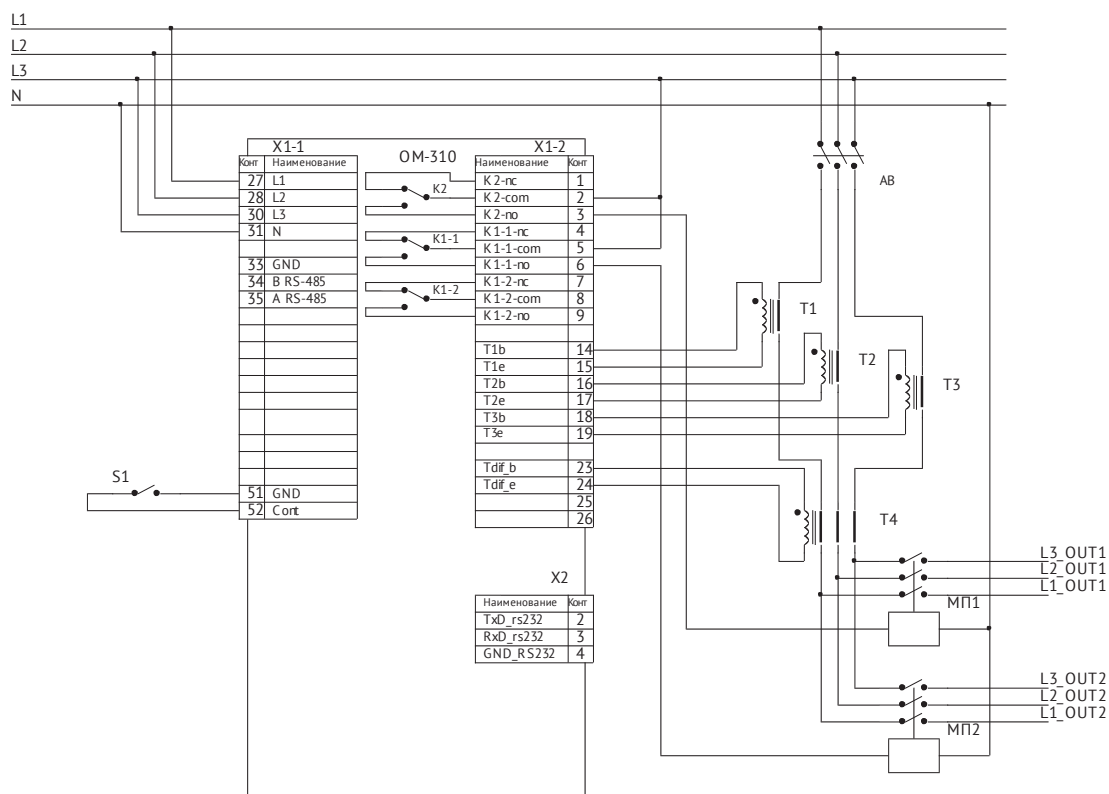 L1
L2
L3
N
X1-1
Конт Наименование
27 L1
28 L2
30 L3
31 N
33 GND
34 B RS-485
35 A RS-485
51 GND
52 Cont
S1
OM-310
K2
K1-1
K1-2
X1-2
Наименование Конт
K2-nc 1
K2-com 2
K2-no 3
K1-1-nc 4
K1-1-com 5
K1-1-no 6
K1-2-nc 7
K1-2-com 8
K1-2-no 9
T1b 14
T1e 15
T2b 16
T2e 17
T3b 18
T3e 19
Tdif_b 23
Tdif_e 24
25
26
X2
Наименование Конт
TxD_rs232 2
RxD_rs232 3
GND_RS232 4
АВ
T1
T2
T3
T4
L3_OUT1
L2_OUT1
L1_OUT1
МП1
L3_OUT2
L2_OUT2
L1_OUT2
МП2